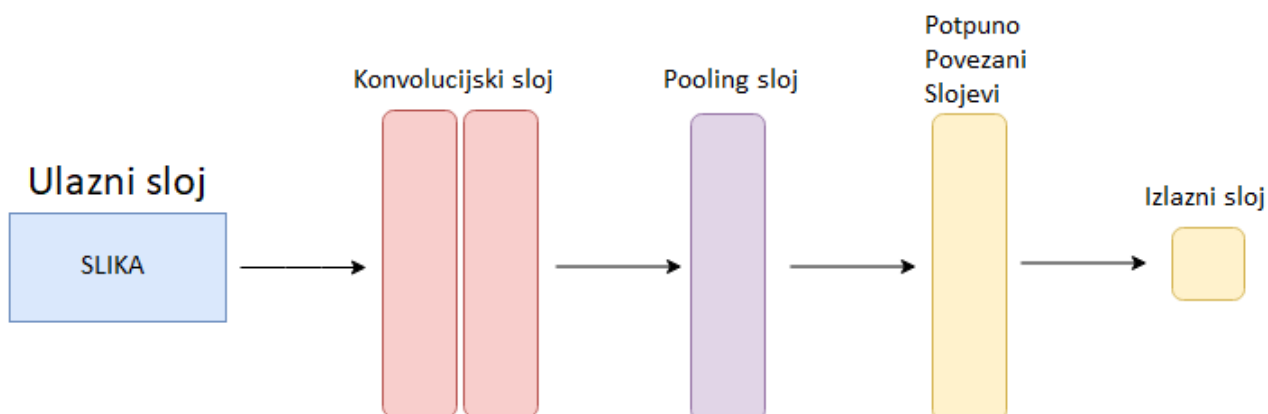 Ulazni sloj
SLIKA
Konvolucijski sloj
Pooling sloj
Potpuno
Povezani
Slojevi
Izlazni sloj